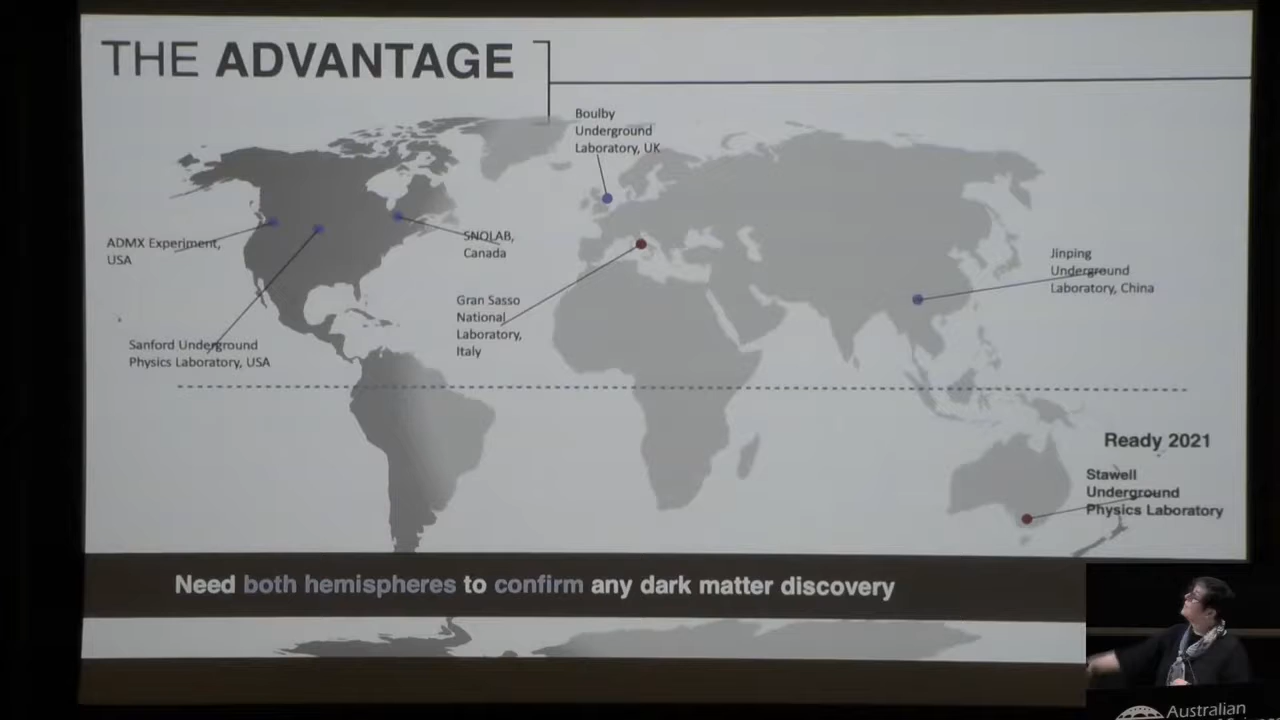 THE ADVANTAGE
Boulby
Underground
Laboratory, UK
ADMX Experiment,
USA
SNOLAB,
Canada
Jinping
Underground
Laboratory, China
Gran Sasso
National
Laboratory,
Italy
Sanford Underground
Physics Laboratory, USA
Ready 2021
Stawell
Underground
Physics Laboratory
Need both hemispheres to confirm any dark matter discovery
Australian